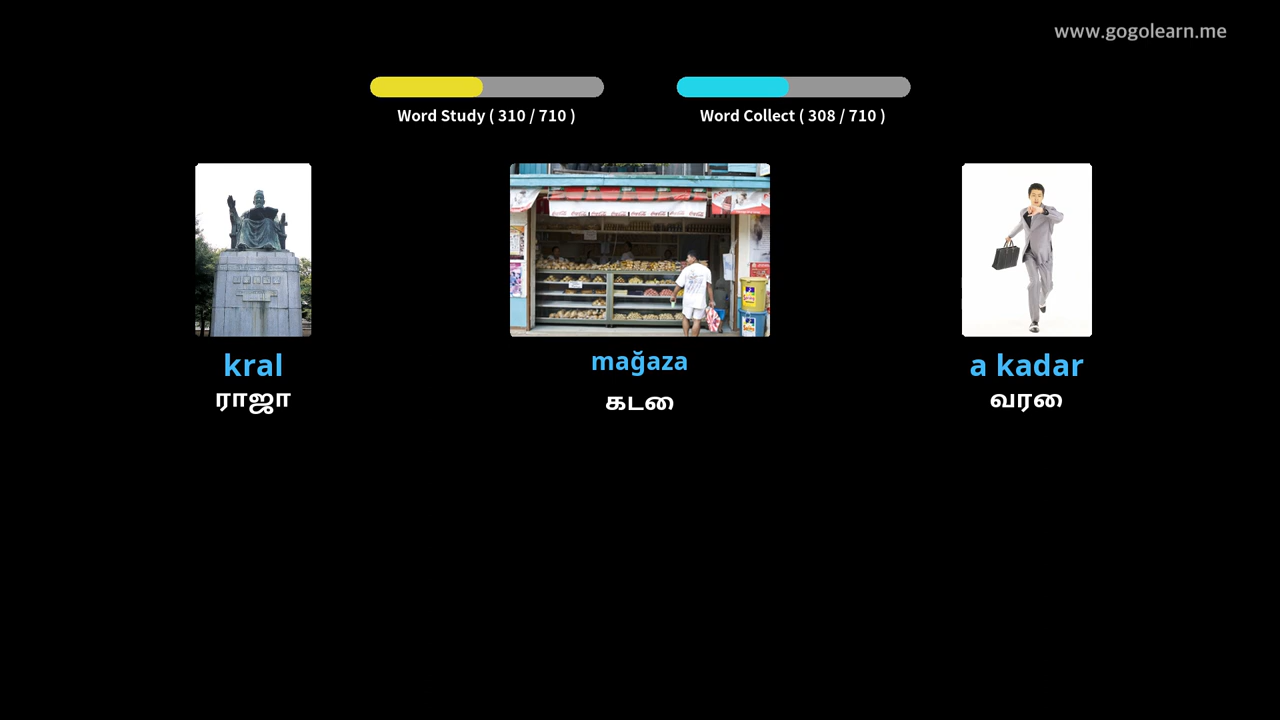 www.gogolearn.me
Word Study ( 310 / 710 )
Word Collect ( 308 / 710 )
kral
ராஜா
mağaza
கடை
a kadar
வரை